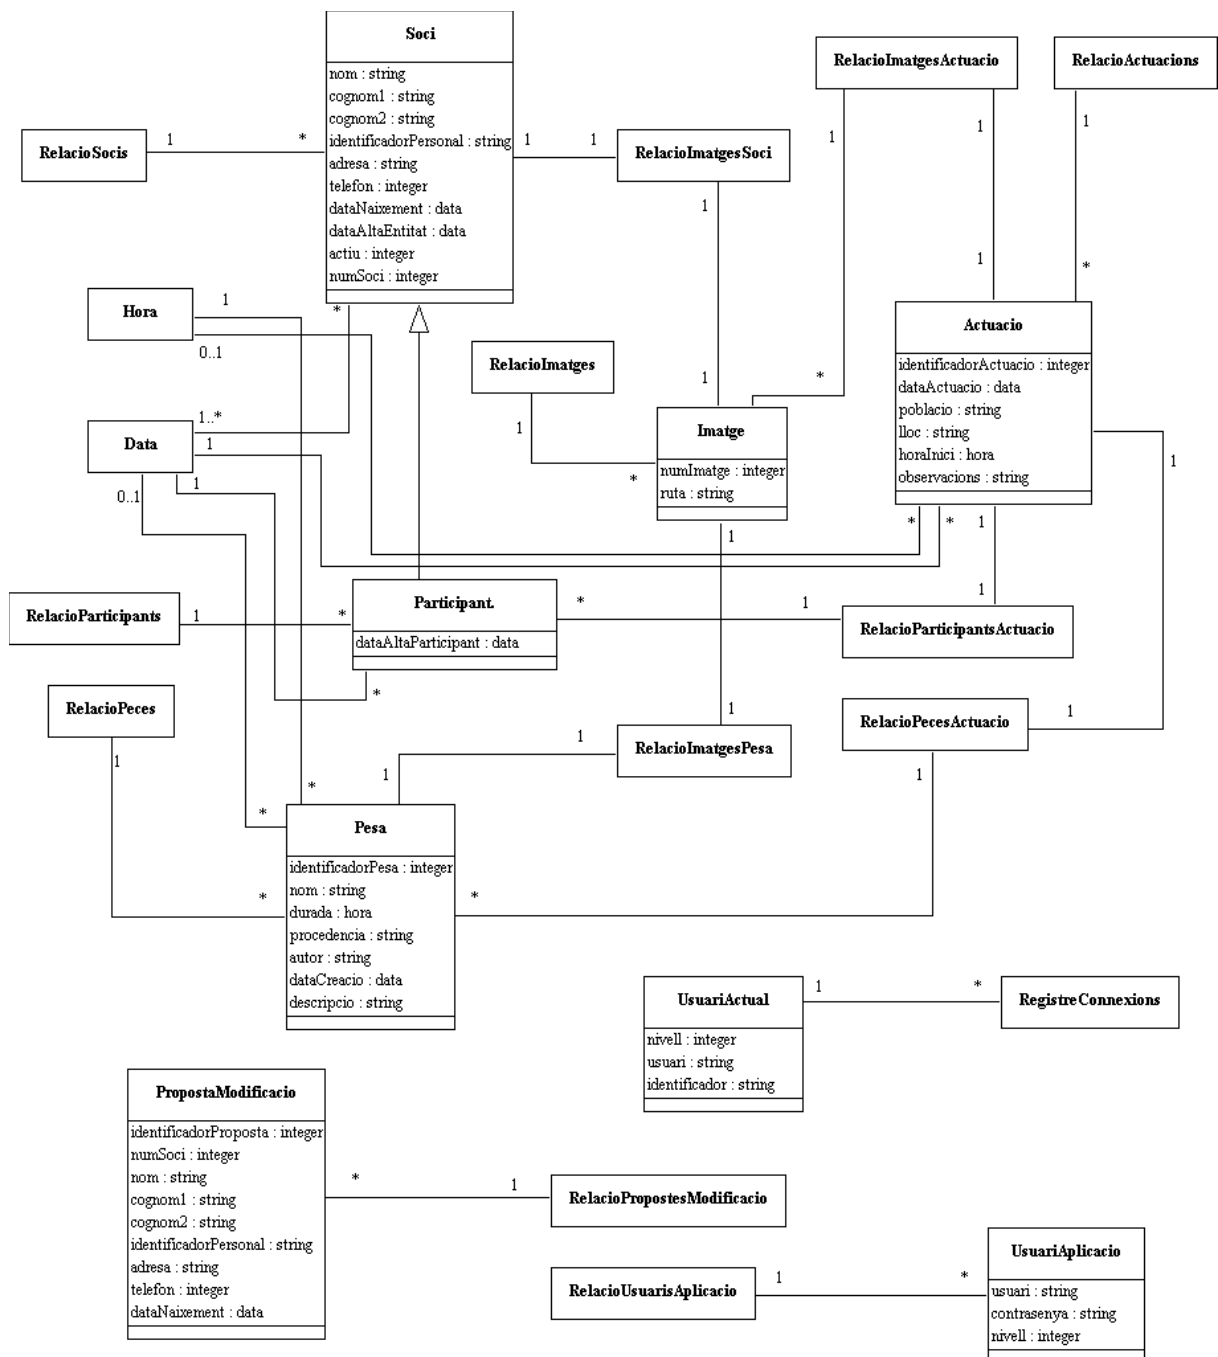 Soci
nom : string
cognom1 : string
cognom2 : string
identificadorPersonal : string
adresa : string
telefon : integer
dataNaixement : data
dataAltaEntitat : data
actiu : integer
numSoci : integer
RelacioImatgesActuacio
RelacioActuacions
RelacioSocis
1
*
1
1
RelacioImatgesSoci
1
1
1
1
1
*
Hora
1
0..1
*
RelacioImatges
1
*
1
*
Actuacio
identificadorActuacio : integer
dataActuacio : data
poblacio : string
lloc : string
horaInici : hora
observacions : string
Data
1..*
1
1
0..1
Imatge
numImatge : integer
ruta : string
1
*
*
1
1
1
RelacioParticipants
1
*
Participant.
dataAltaParticipant : data
*
1
RelacioParticipantsActuacio
*
RelacioPeces
1
1
1
1
RelacioImatgesPesa
RelacioPecesActuacio
1
1
*
*
*
*
Pesa
identificadorPesa : integer
nom : string
durada : hora
procedencia : string
autor : string
dataCreacio : data
descripcio : string
UsuariActual
nivell : integer
usuari : string
identificador : string
1
*
RegistreConnexions
PropostaModificacio
identificadorProposta : integer
numSoci : integer
nom : string
cognom1 : string
cognom2 : string
identificadorPersonal : string
adresa : string
telefon : integer
dataNaixement : data
*
1
RelacioPropostesModificacio
RelacioUsuarisAplicacio
1
*
UsuariAplicacio
usuari : string
contrasenya : string
nivell : integer